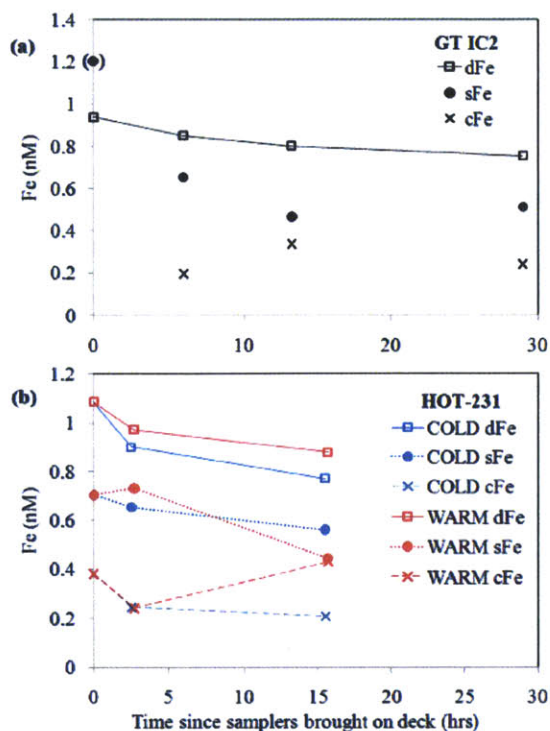 (a)
GT IC2
dFe
sFe
cFe
Fe (nM)
1.4
1.2
1
0.8
0.6
0.4
0.2
0
( )
0 10 20 30
(b)
HOT-231
COLD dFe
COLD sFe
COLD cFe
WARM dFe
WARM sFe
WARM cFe
Fe (nM)
1.2
1
0.8
0.6
0.4
0.2
0
0 5 10 15 20 25 30
Time since samplers brought on deck (hrs)